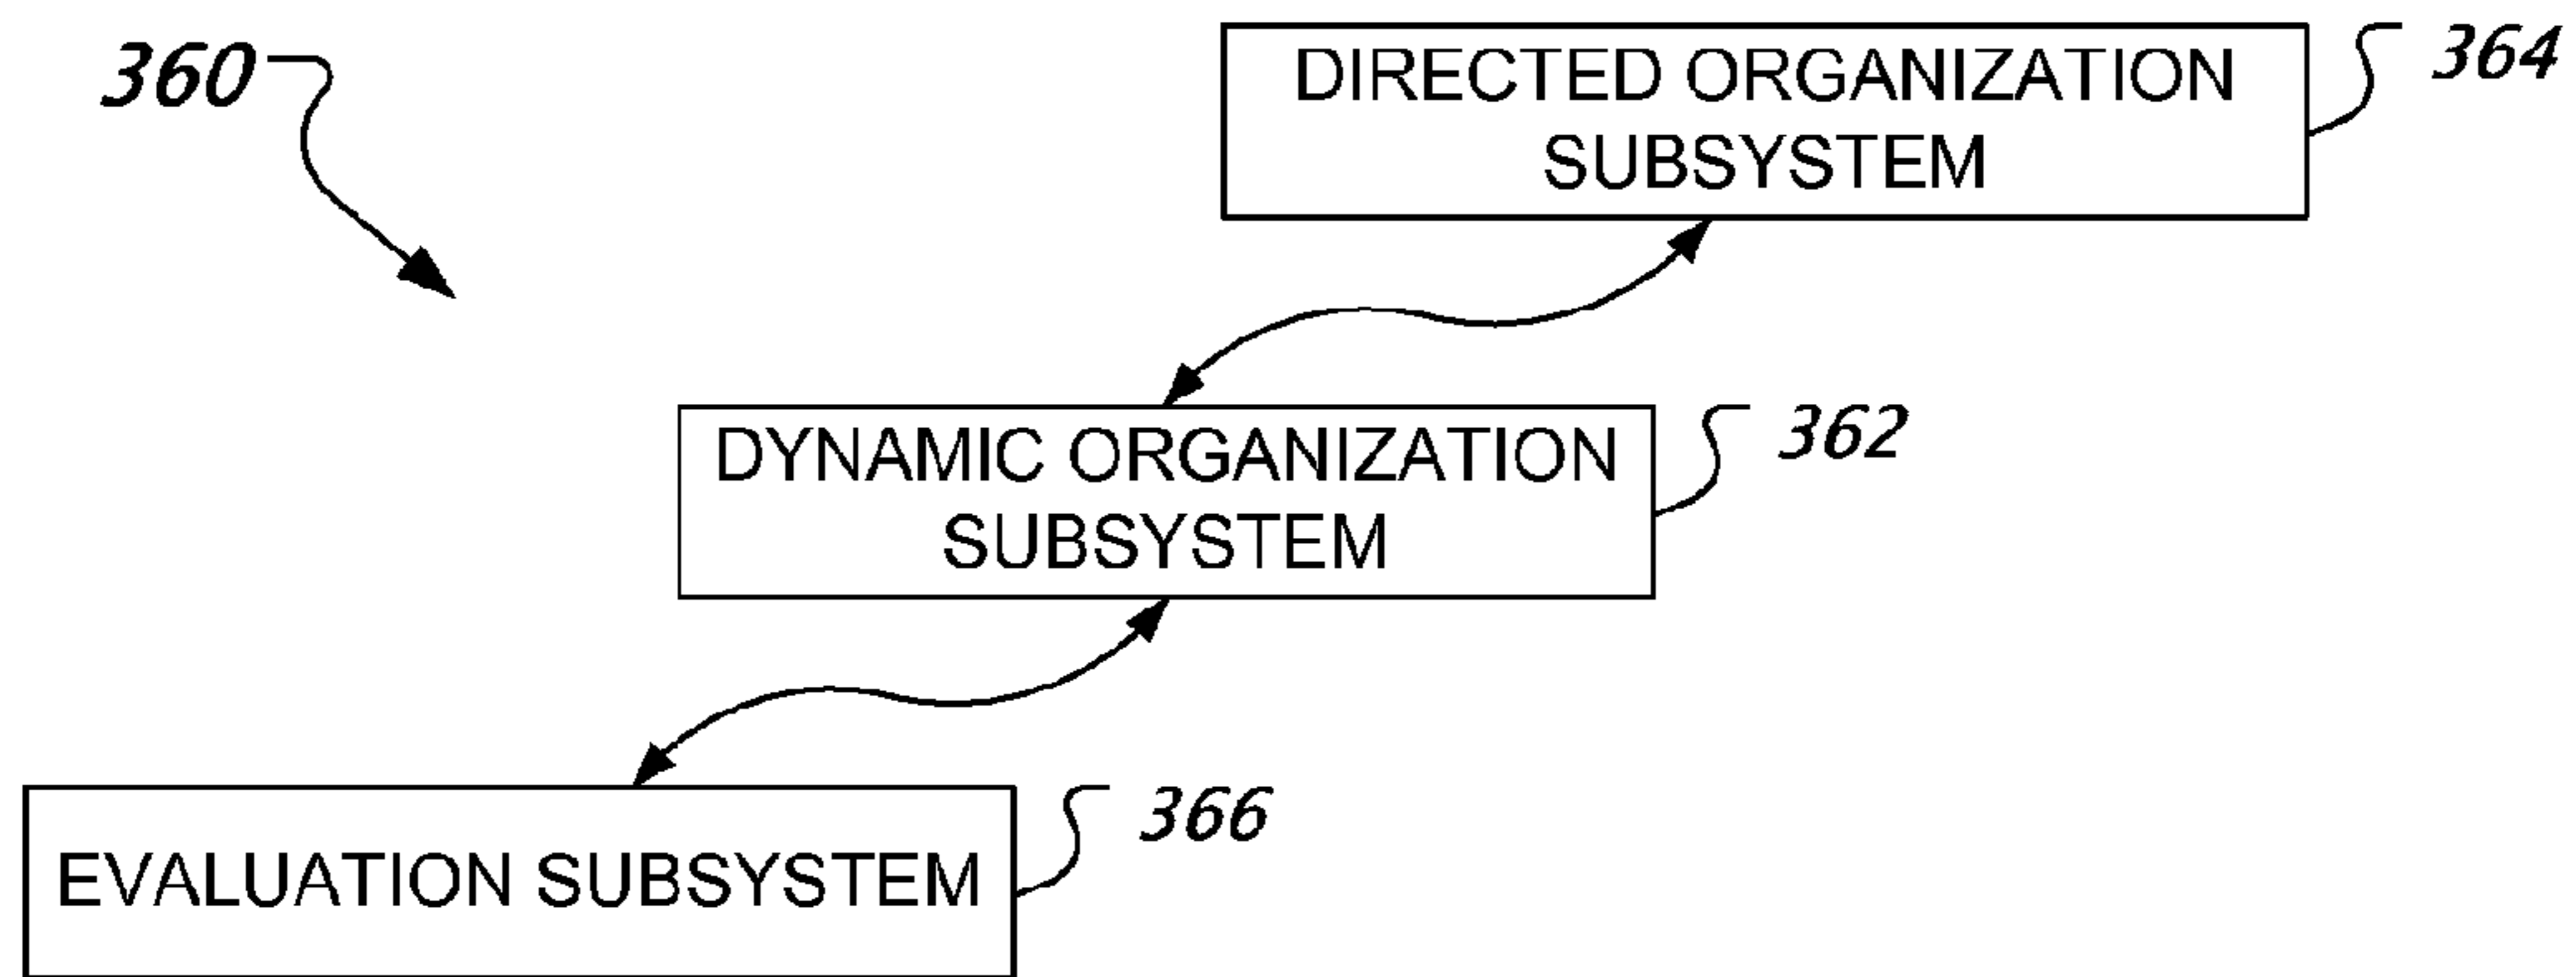 360
DIRECTED ORGANIZATION
SUBSYSTEM
364
DYNAMIC ORGANIZATION
SUBSYSTEM
362
EVALUATION SUBSYSTEM
366